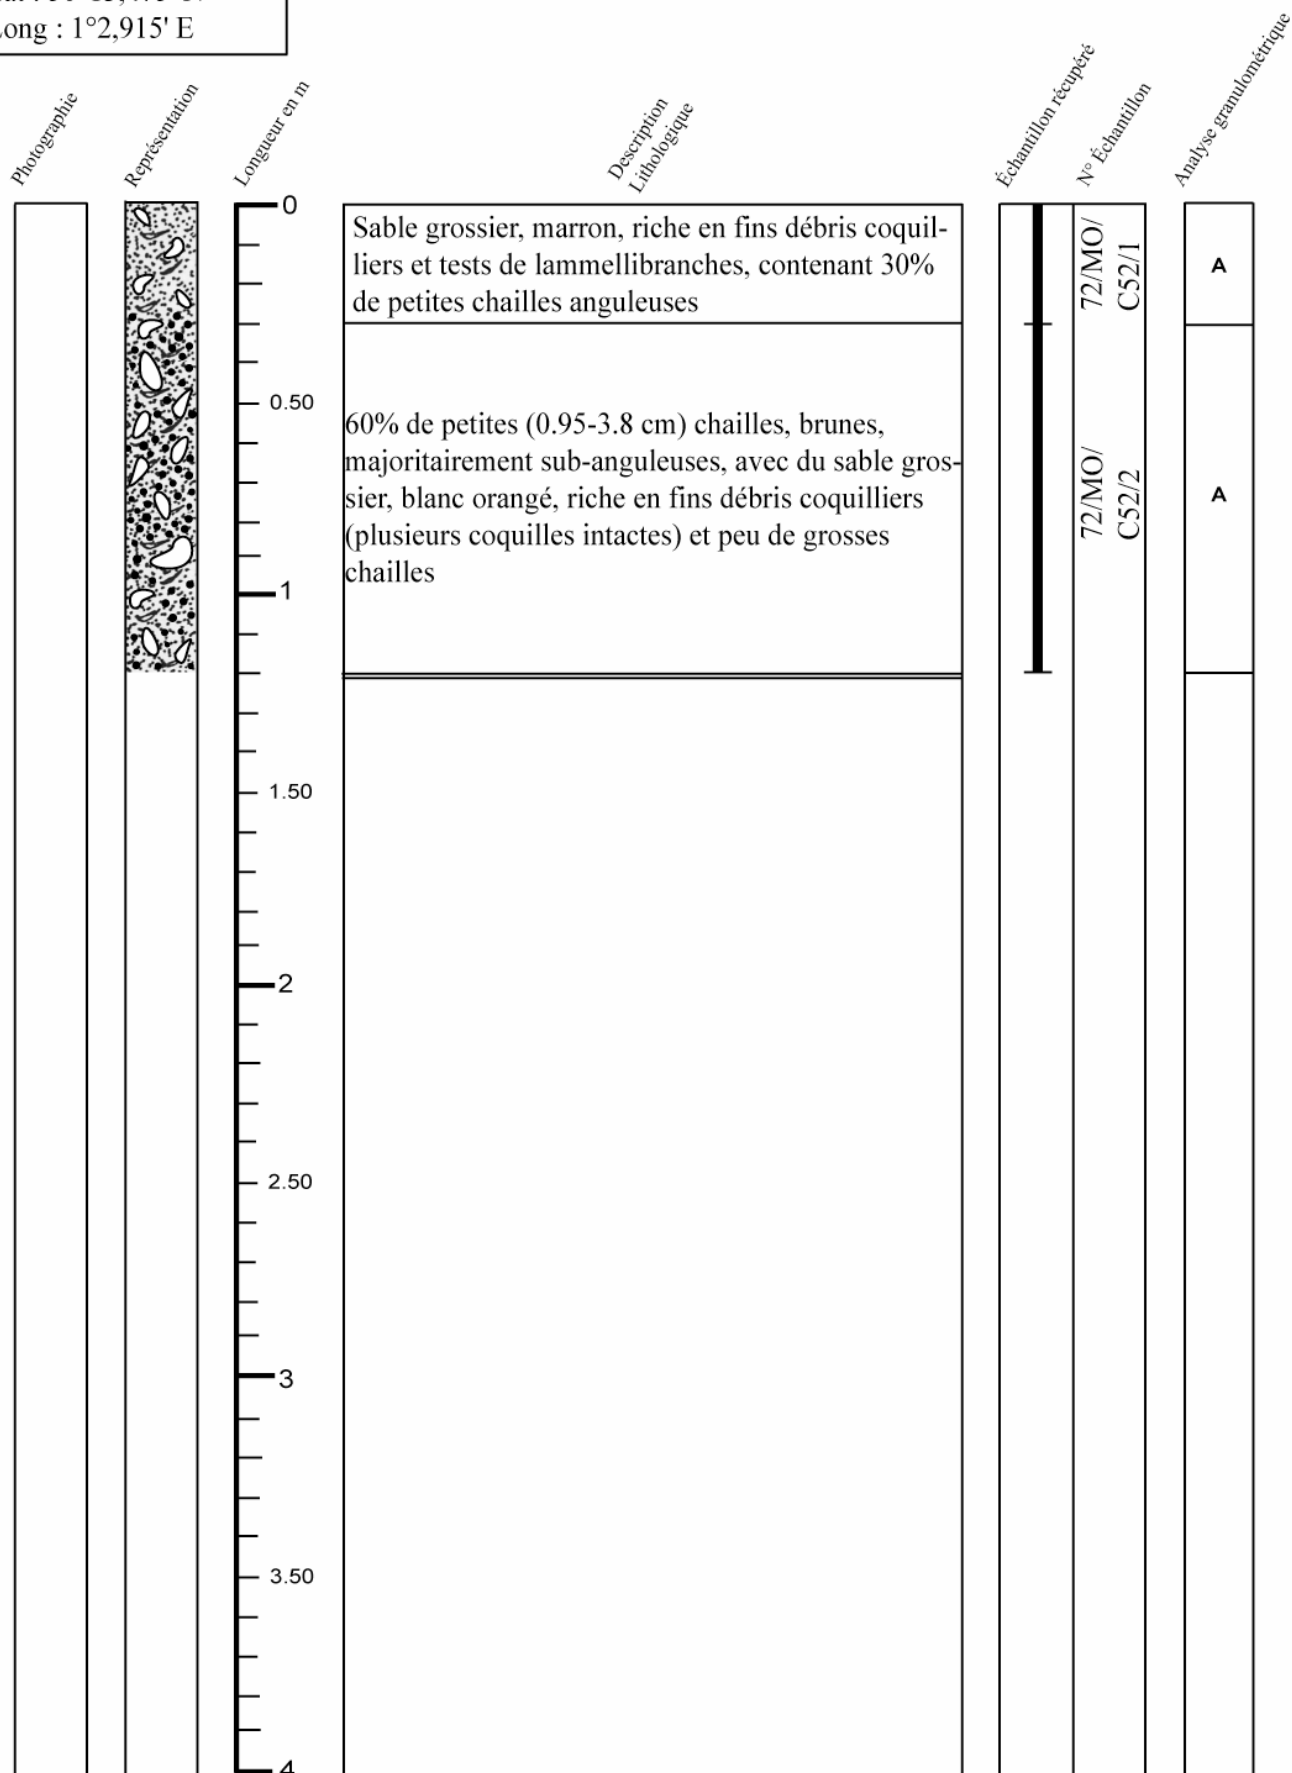 Long : 1°2,915' E
Photographie
Représentation
Longueur en m
Description
Lithologique
Échantillon récupéré
N° Échantillon
Analyse granulométrique
0
Sable grossier, marron, riche en fins débris coquil-
liers et tests de lammellibranches, contenant 30%
de petites chailles anguleuses
72/MO/
C52/1
A
0.50
60% de petites (0.95-3.8 cm) chailles, brunes,
majoritairement sub-anguleuses, avec du sable gros-
sier, blanc orangé, riche en fins débris coquilliers
(plusieurs coquilles intactes) et peu de grosses
chailles
72/MO/
C52/2
A
1
1.50
2
2.50
3
3.50
4